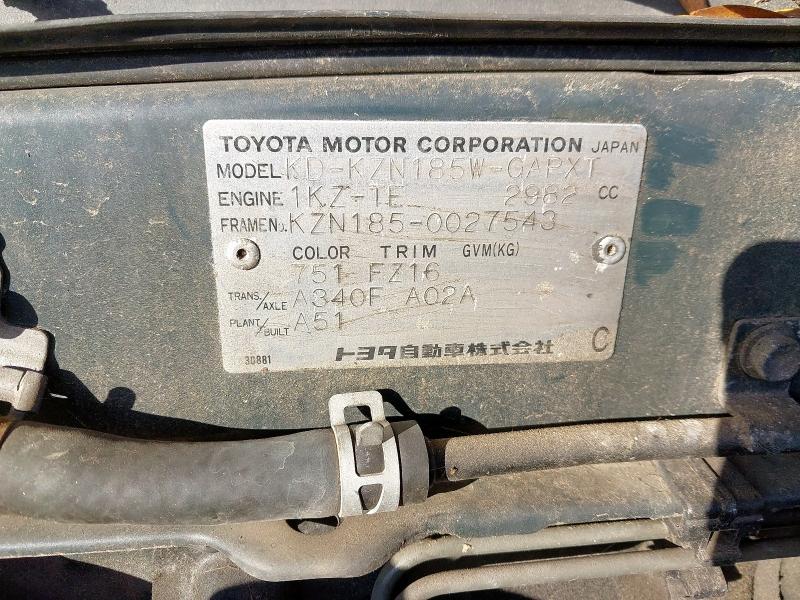 TOYOTA MOTOR CORPORATION JAPAN
MODEL KD-KZN185W-GAPXT
ENGINE 1KZ-TE 2982 CC
FRAME No. KZN185-0027543
COLOR TRIM GVM(KG)
751 FZ16
TRANS./AXLE A340F A02A
PLANT/BUILT A51
30881 トヨタ自動車株式会社 C